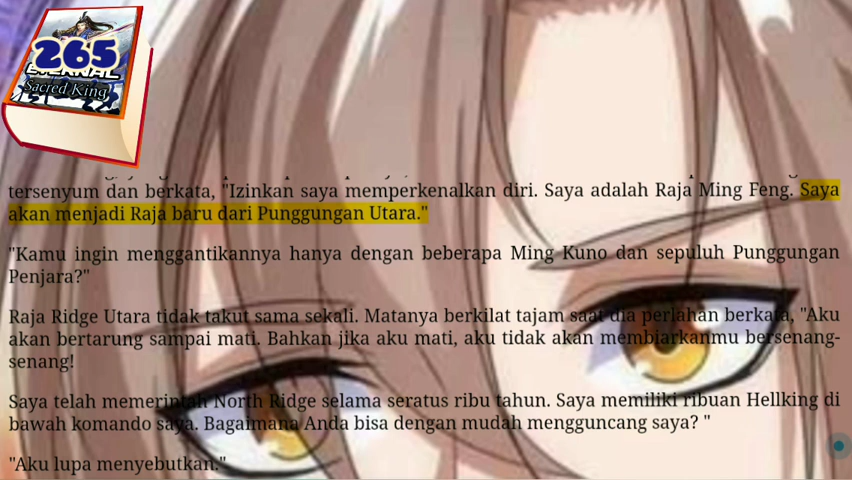 265
ETERNAL
Sacred King
tersenyum dan berkata, "Izinkan saya memperkenalkan diri. Saya adalah Raja Ming Feng. Saya
akan menjadi Raja baru dari Punggungan Utara."
"Kamu ingin menggantikannya hanya dengan beberapa Ming Kuno dan sepuluh Punggungan
Penjara?"
Raja Ridge Utara tidak takut sama sekali. Matanya berkilat tajam saat dia perlahan berkata, "Aku
akan bertarung sampai mati. Bahkan jika aku mati, aku tidak akan membiarkanmu bersenang-
senang!
Saya telah memerintah North Ridge selama seratus ribu tahun. Saya memiliki ribuan Hellking di
bawah komando saya. Bagaimana Anda bisa dengan mudah mengguncang saya? "
"Aku lupa menyebutkan."